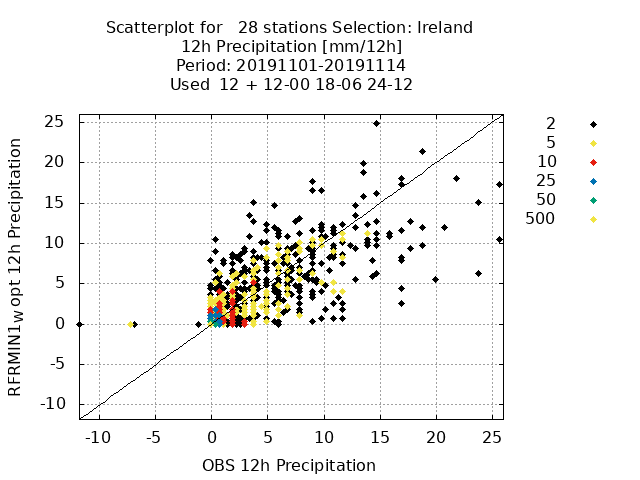 Scatterplot for   28 stations Selection: Ireland
12h Precipitation [mm/12h]
Period: 20191101-20191114
Used  12 + 12-00 18-06 24-12
25
20
15
10
5
0
-5
-10
-10 -5 0 5 10 15 20 25
RFRMIN1W opt 12h Precipitation
OBS 12h Precipitation
2
5
10
25
50
500